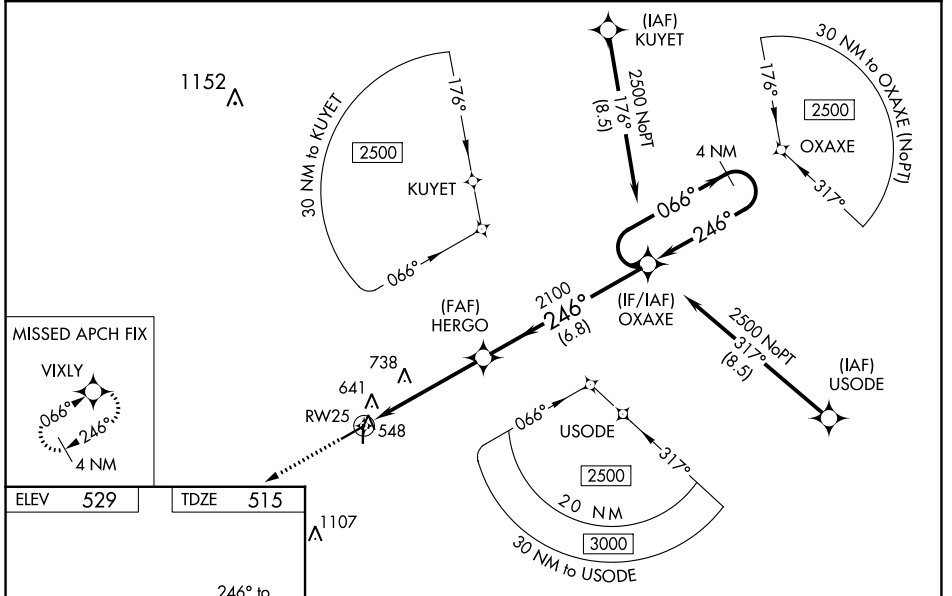 (IAF)
KUYET
2500 NoPT
176°
(8.5)
1152
30 NM to KUYET
176°
2500
KUYET
066°
30 NM to OXAXE (NoPT)
176°
2500
OXAXE
317°
4 NM
066°
246°
(IF/IAF)
OXAXE
2100
246°
(6.8)
(FAF)
HERGO
2500 NoPT
317°
(8.5)
(IAF)
USODE
MISSED APCH FIX
VIXLY
066°
246°
4 NM
738
641
RW25
548
066°
USODE
317°
2500
20 NM
3000
30 NM to USODE
ELEV 529
TDZE 515
1107
246° to